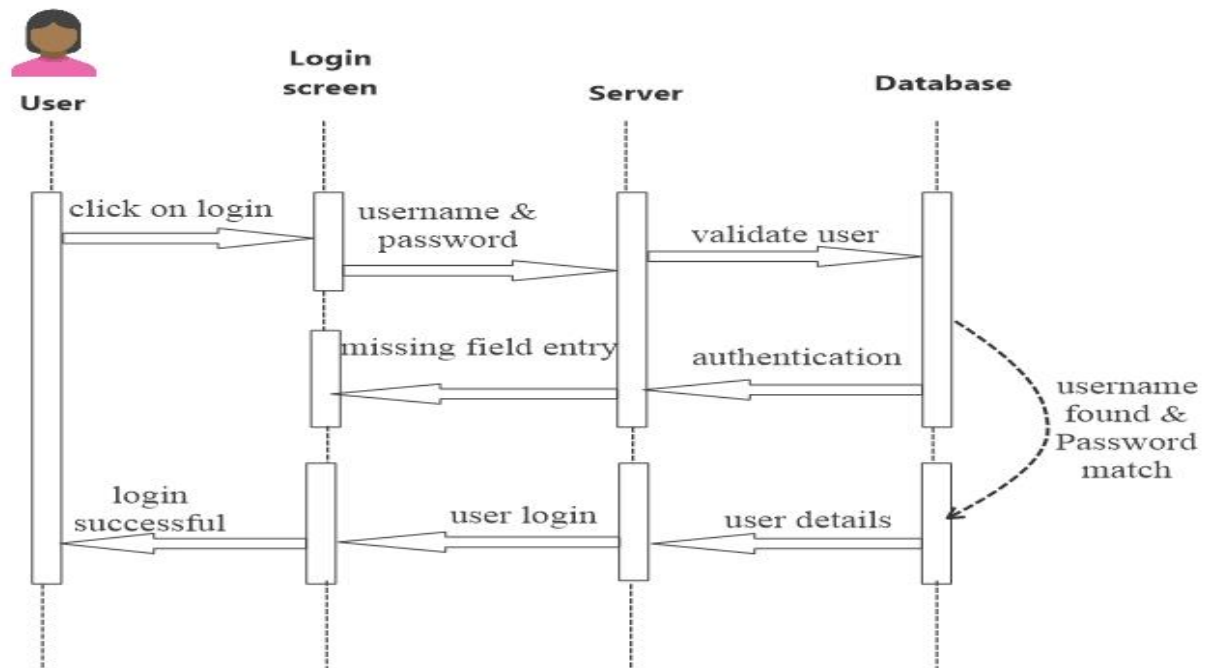 User
Login
screen
Server
Database
click on login
username &
password
validate user
missing field entry
authentication
username
found &
Password
match
login
successful
user login
user details